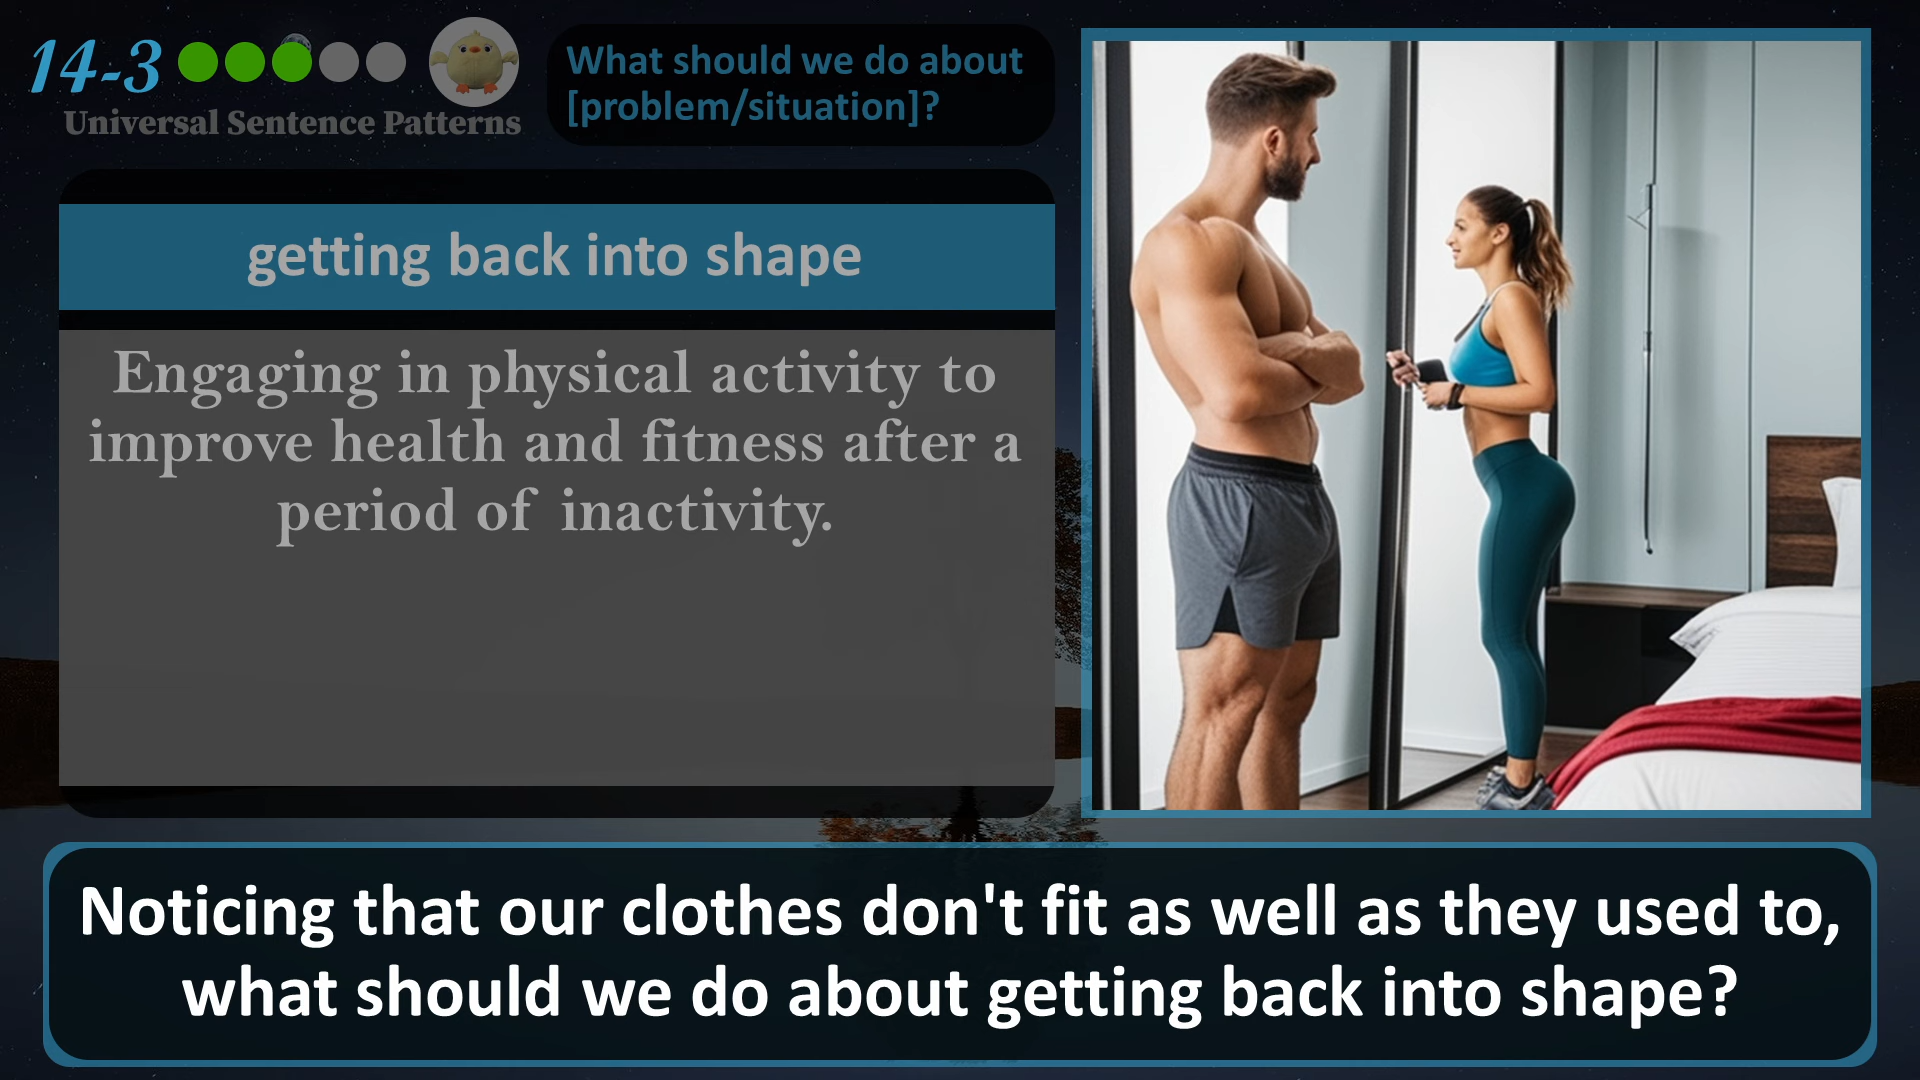 14-3
Universal Sentence Patterns
What should we do about
[problem/situation]?
getting back into shape
Engaging in physical activity to
improve health and fitness after a
period of inactivity.
Noticing that our clothes don't fit as well as they used to,
what should we do about getting back into shape?